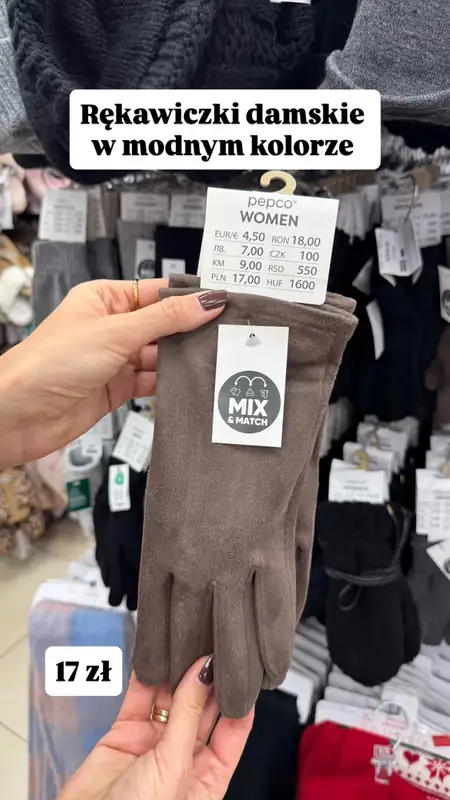 Rękawiczki damskie
w modnym kolorze
pepco®
WOMEN
EUR/€ 4,50 RON 18,00
ЛВ. 7,00 CZK 100
KM 9,00 RSD 550
PLN 17,00 HUF 1600
MIX
& MATCH
17 zł